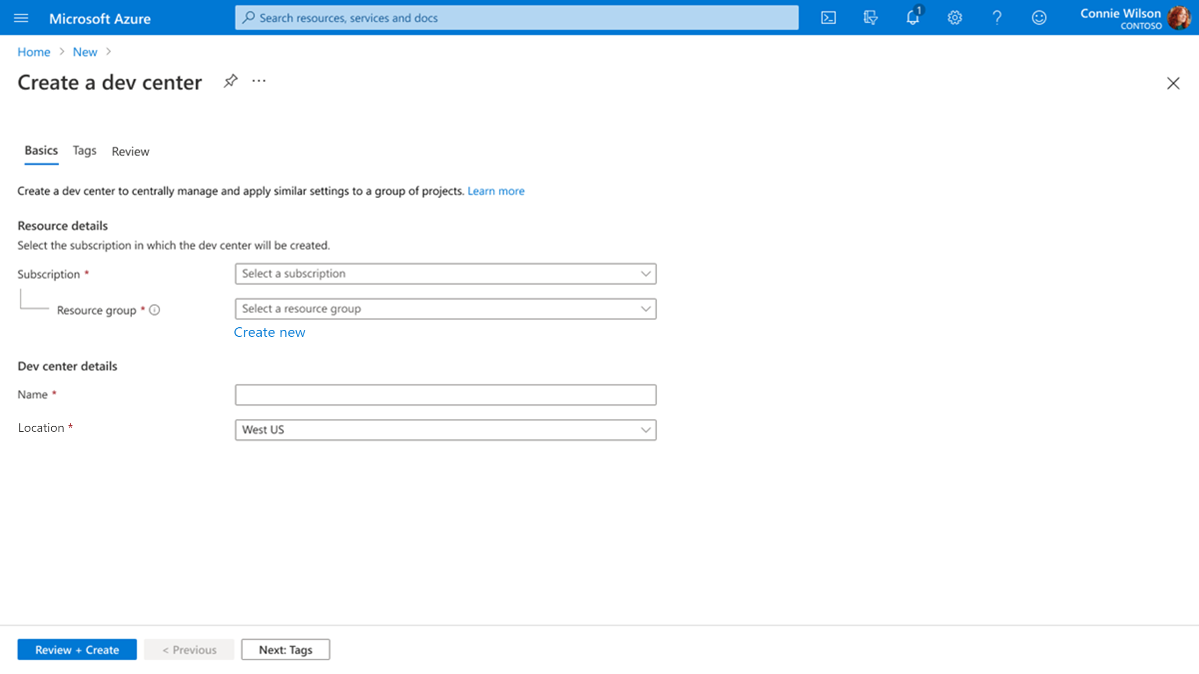 Microsoft Azure
Search resources, services and docs
1
Connie Wilson
CONTOSO
Home > New >
Create a dev center
Basics Tags Review
Create a dev center to centrally manage and apply similar settings to a group of projects. Learn more
Resource details
Select the subscription in which the dev center will be created.
Subscription * Select a subscription
Resource group * Select a resource group
Create new
Dev center details
Name *
Location * West US
Review + Create < Previous Next: Tags